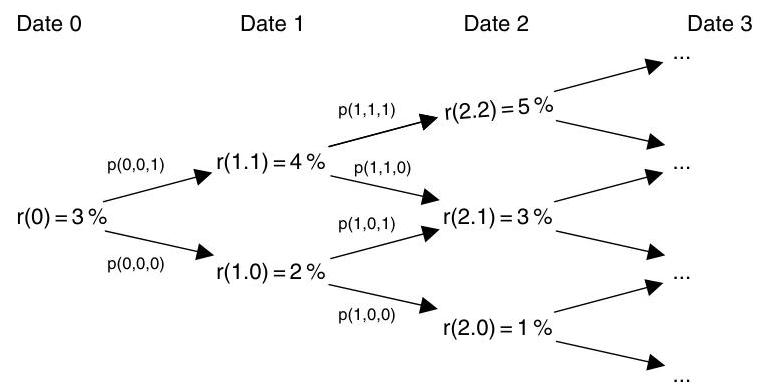 Date 0 Date 1 Date 2 Date 3
...
p(1,1,1) r(2.2) = 5 %
p(0,0,1) r(1.1) = 4 % p(1,1,0) ...
r(0) = 3 % p(1,0,1) r(2.1) = 3 %
p(0,0,0) r(1.0) = 2 % ...
p(1,0,0) r(2.0) = 1 %
...